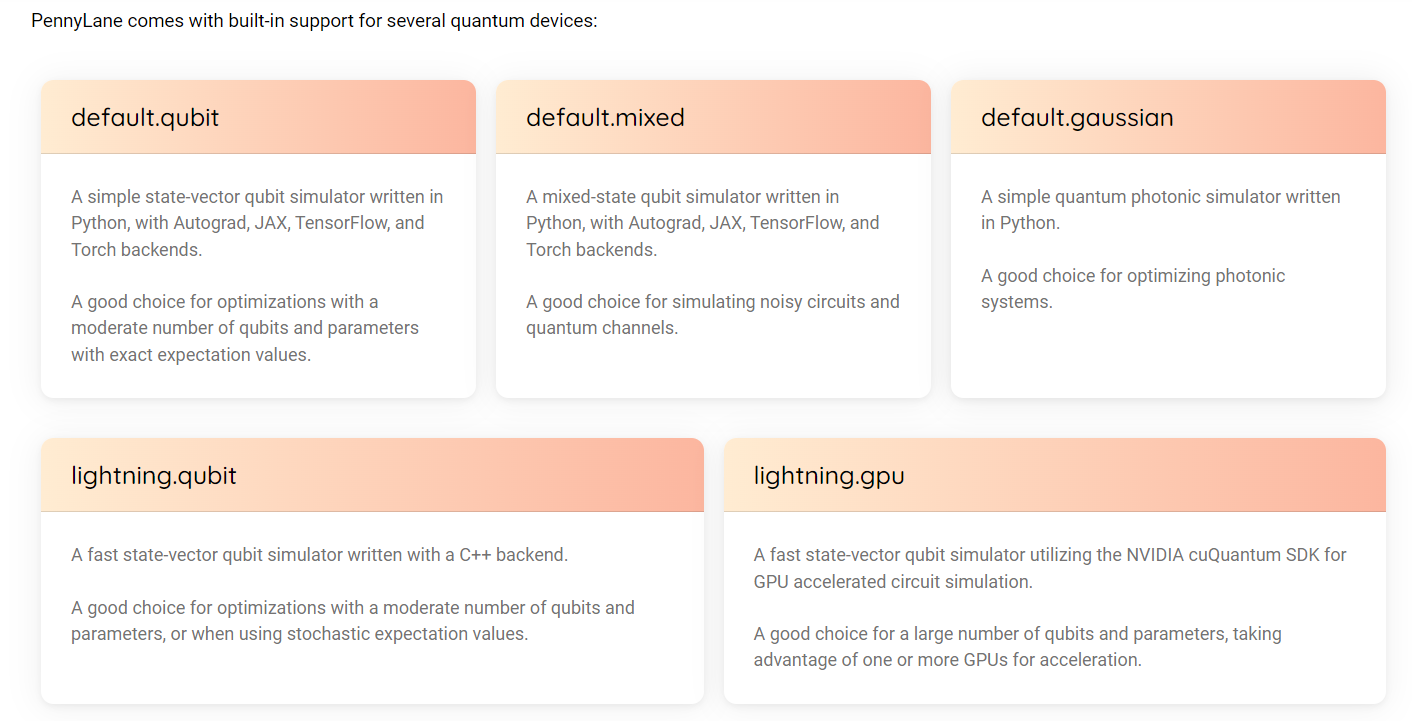 PennyLane comes with built-in support for several quantum devices:
default.qubit
A simple state-vector qubit simulator written in
Python, with Autograd, JAX, TensorFlow, and
Torch backends.
A good choice for optimizations with a
moderate number of qubits and parameters
with exact expectation values.
default.mixed
A mixed-state qubit simulator written in
Python, with Autograd, JAX, TensorFlow, and
Torch backends.
A good choice for simulating noisy circuits and
quantum channels.
default.gaussian
A simple quantum photonic simulator written
in Python.
A good choice for optimizing photonic
systems.
lightning.qubit
A fast state-vector qubit simulator written with a C++ backend.
A good choice for optimizations with a moderate number of qubits and
parameters, or when using stochastic expectation values.
lightning.gpu
A fast state-vector qubit simulator utilizing the NVIDIA cuQuantum SDK for
GPU accelerated circuit simulation.
A good choice for a large number of qubits and parameters, taking
advantage of one or more GPUs for acceleration.